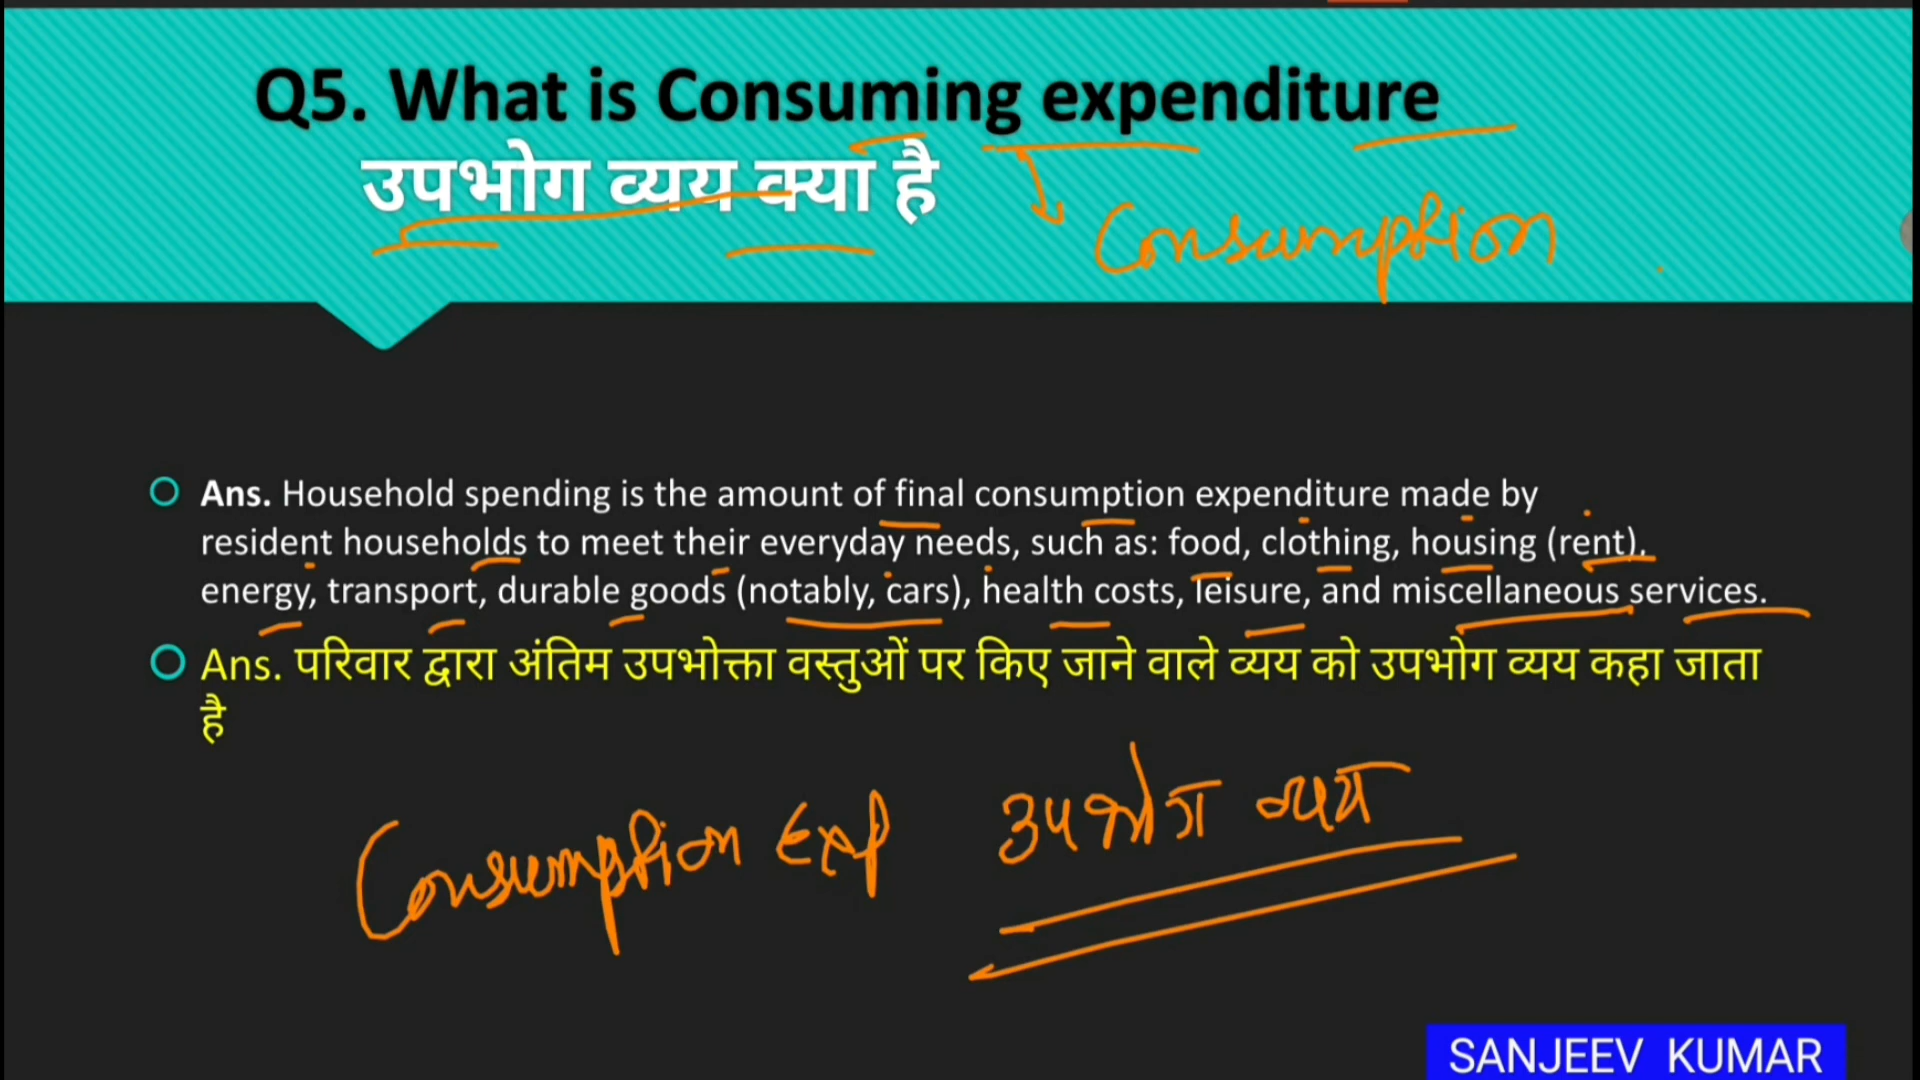 Q5. What is Consuming expenditure
उपभोग व्यय क्या है
Consumption
Ans. Household spending is the amount of final consumption expenditure made by
resident households to meet their everyday needs, such as: food, clothing, housing (rent),
energy, transport, durable goods (notably, cars), health costs, leisure, and miscellaneous services.
Ans. परिवार द्वारा अंतिम उपभोक्ता वस्तुओं पर किए जाने वाले व्यय को उपभोग व्यय कहा जाता
है
Consumption Exp उपभोग व्यय
SANJEEV KUMAR